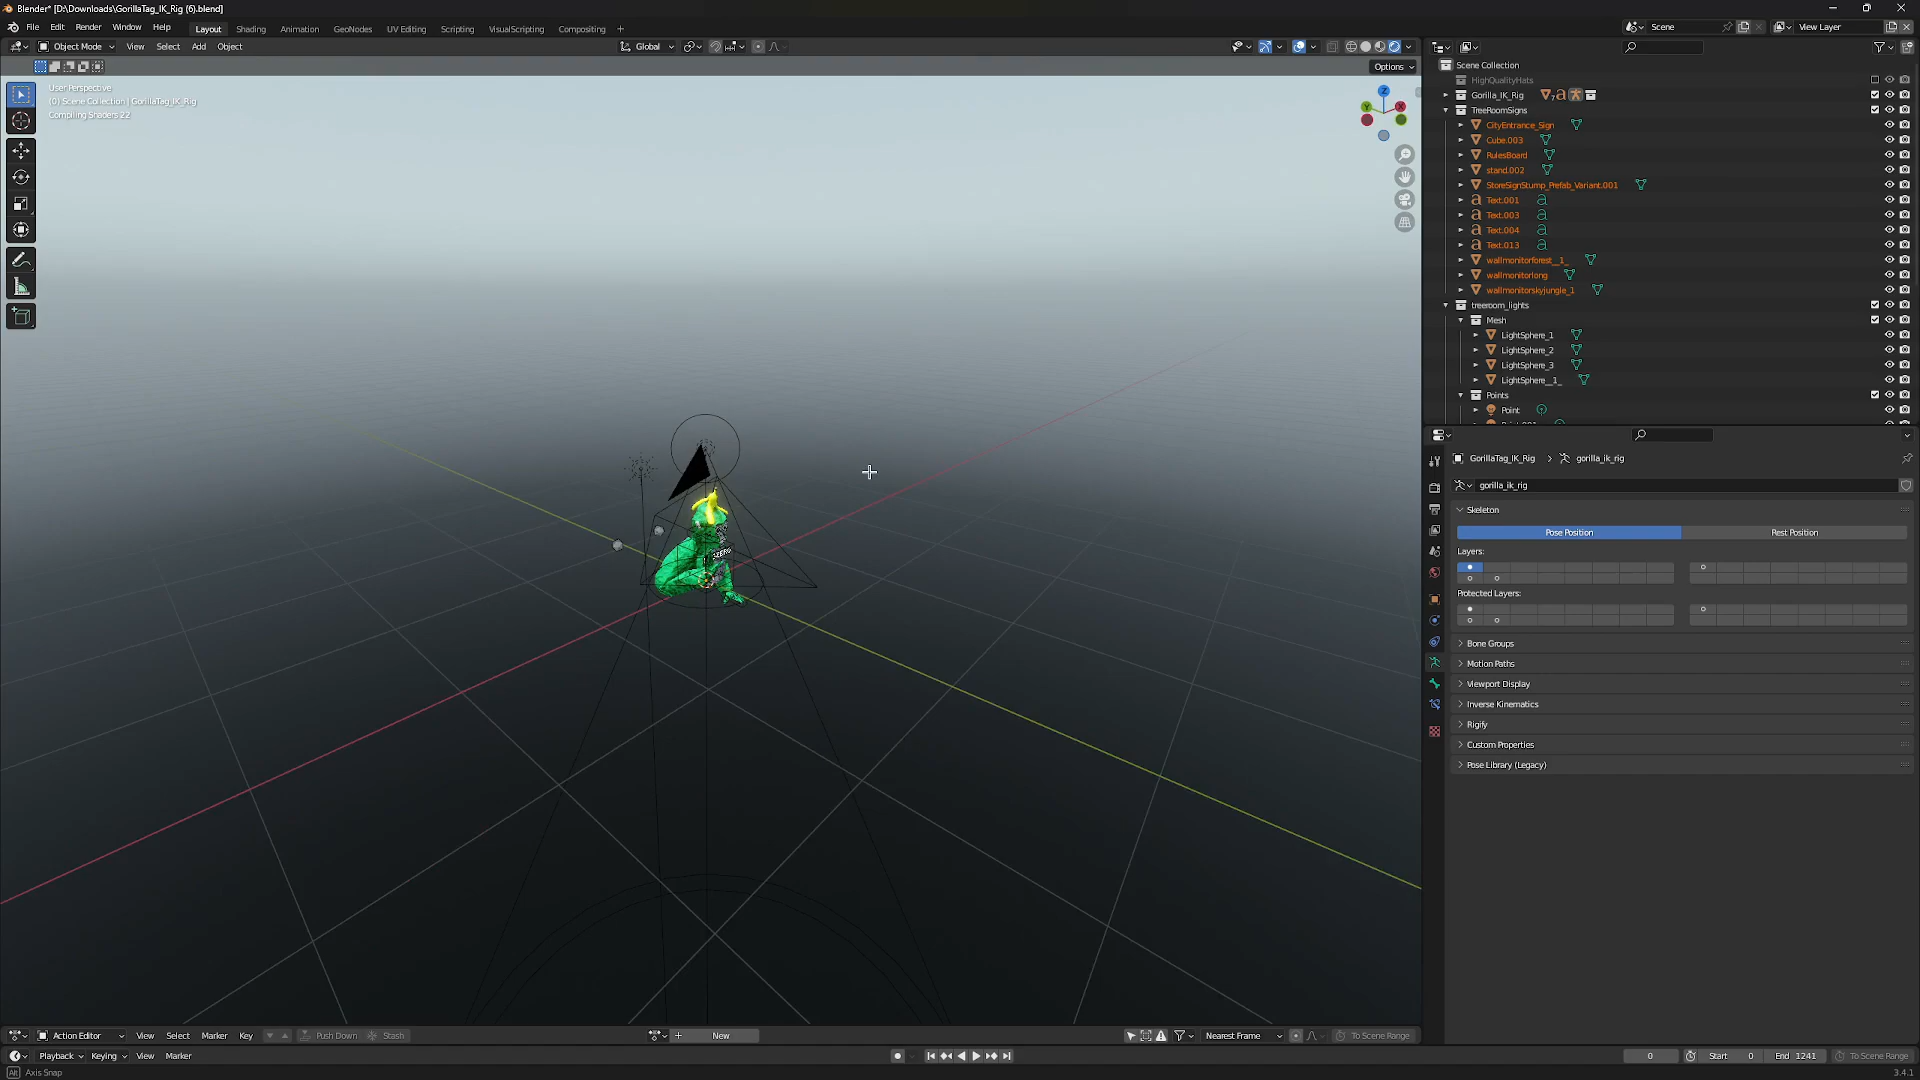 Blender* [D:\Downloads\GorillaTag_IK_Rig (6).blend]
File Edit Render Window Help
Layout Shading Animation GeoNodes UV Editing Scripting VisualScripting Compositing +
Scene
View Layer
Object Mode View Select Add Object
Global
Options
User Perspective
(0) Scene Collection | GorillaTag_IK_Rig
Compiling Shaders 22
Z
Y
X
Scene Collection
HighQualityHats
Gorilla_IK_Rig
TreeRoomSigns
CityEntrance_Sign
Cube.003
RulesBoard
stand.002
StoreSignStump_Prefab_Variant.001
Text.001
Text.003
Text.004
Text.013
wallmonitorforest__1_
wallmonitorlong
wallmonitorskyjungle_1
treeroom_lights
Mesh
LightSphere_1
LightSphere_2
LightSphere_3
LightSphere__1_
Points
Point
GorillaTag_IK_Rig > gorilla_ik_rig
gorilla_ik_rig
Skeleton
Pose Position Rest Position
Layers:
Protected Layers:
Bone Groups
Motion Paths
Viewport Display
Inverse Kinematics
Rigify
Custom Properties
Pose Library (Legacy)
Action Editor View Select Marker Key Push Down Stash
+ New
Nearest Frame
To Scene Range
Playback Keying View Marker
0 Start 0 End 1241 To Scene Range
Alt Axis Snap
3.4.1